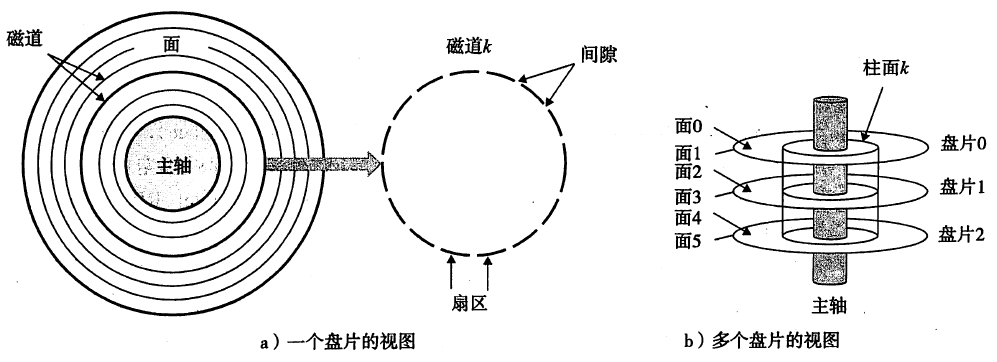 磁道
面
主轴
磁道k
间隙
扇区
a）一个盘片的视图
柱面k
面0
面1
面2
面3
面4
面5
盘片0
盘片1
盘片2
主轴
b）多个盘片的视图